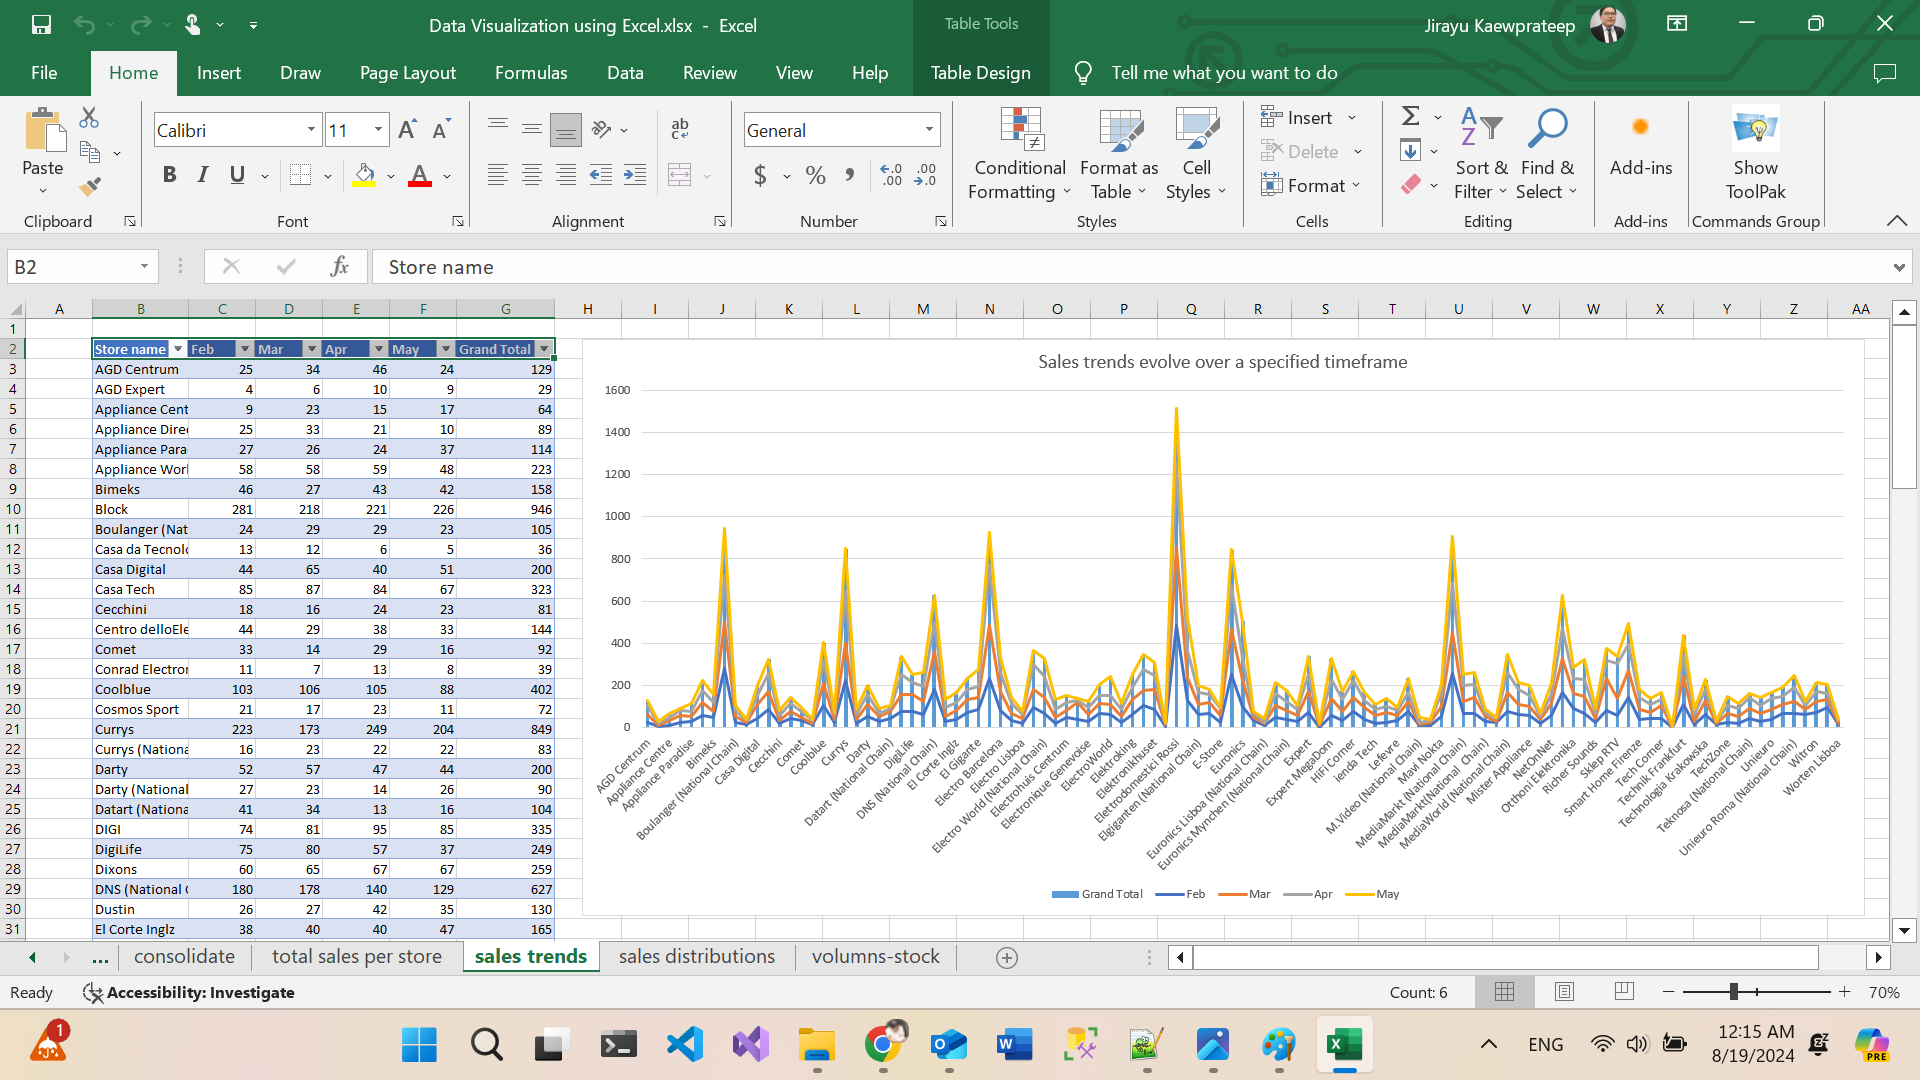 Data Visualization using Excel.xlsx - Excel
Table Tools
Jirayu Kaewprateep
File Home Insert Draw Page Layout Formulas Data Review View Help Table Design Tell me what you want to do
Paste
Clipboard
Calibri 11
B I U
Font
ab
Alignment
General
$ % ,
Number
Conditional Formatting
Format as Table
Cell Styles
Styles
Insert
Delete
Format
Cells
Sort & Filter
Find & Select
Editing
Add-ins
Add-ins
Show ToolPak
Commands Group
B2 fx Store name
A B C D E F G H I J K L M N O P Q R S T U V W X Y Z AA
1
2 Store name Feb Mar Apr May Grand Total
3 AGD Centrum 25 34 46 24 129
4 AGD Expert 4 6 10 9 29
5 Appliance Cent 9 23 15 17 64
6 Appliance Dire 25 33 21 10 89
7 Appliance Para 27 26 24 37 114
8 Appliance Worl 58 58 59 48 223
9 Bimeks 46 27 43 42 158
10 Block 281 218 221 226 946
11 Boulanger (Nat 24 29 29 23 105
12 Casa da Tecnol 13 12 6 5 36
13 Casa Digital 44 65 40 51 200
14 Casa Tech 85 87 84 67 323
15 Cecchini 18 16 24 23 81
16 Centro delloEle 44 29 38 33 144
17 Comet 33 14 29 16 92
18 Conrad Electror 11 7 13 8 39
19 Coolblue 103 106 105 88 402
20 Cosmos Sport 21 17 23 11 72
21 Currys 223 173 249 204 849
22 Currys (Nationa 16 23 22 22 83
23 Darty 52 57 47 44 200
24 Darty (National 27 23 14 26 90
25 Datart (Nationa 41 34 13 16 104
26 DIGI 74 81 95 85 335
27 DigiLife 75 80 57 37 249
28 Dixons 60 65 67 67 259
29 DNS (National C 180 178 140 129 627
30 Dustin 26 27 42 35 130
31 El Corte Inglz 38 40 40 47 165
Sales trends evolve over a specified timeframe
1600
1400
1200
1000
800
600
400
200
0
AGD Centrum
Appliance Centre
Appliance Paradise
Bimeks
Boulanger (National Chain)
Casa Digital
Cecchini
Comet
Coolblue
Currys
Darty
Datart (National Chain)
DigiLife
DNS (National Chain)
El Corte Inglz
El Gigante
Electro Barcelona
Electro Lisboa
Electro World (National Chain)
Electrohuis Centrum
Electronique Genevoise
ElectroWorld
Elektroking
Elektronikhuset
Elettrodomestici Rossi
Elgiganten (National Chain)
E-Store
Euronics
Euronics Lisboa (National Chain)
Euronics Mynchen (National Chain)
Expert
Expert MegaDom
HiFi Corner
Ienda Tech
Lefevre
M.Video (National Chain)
Maxi Nokta
MediaMarkt (National Chain)
MediaMarkt(National Chain)
MediaWorld (National Chain)
Mister Appliance
NetOnNet
Otthoni Elektronika
Richer Sounds
Sklep RTV
Smart Home Firenze
Tech Corner
Technik Frankfurt
Technologia Krakowska
TechZone
Teknosa (National Chain)
Unieuro
Unieuro Roma (National Chain)
Vitron
Worten Lisboa
Grand Total Feb Mar Apr May
... consolidate total sales per store sales trends sales distributions volumns-stock
Ready Accessibility: Investigate Count: 6 70%
1
ENG
12:15 AM
8/19/2024
PRE